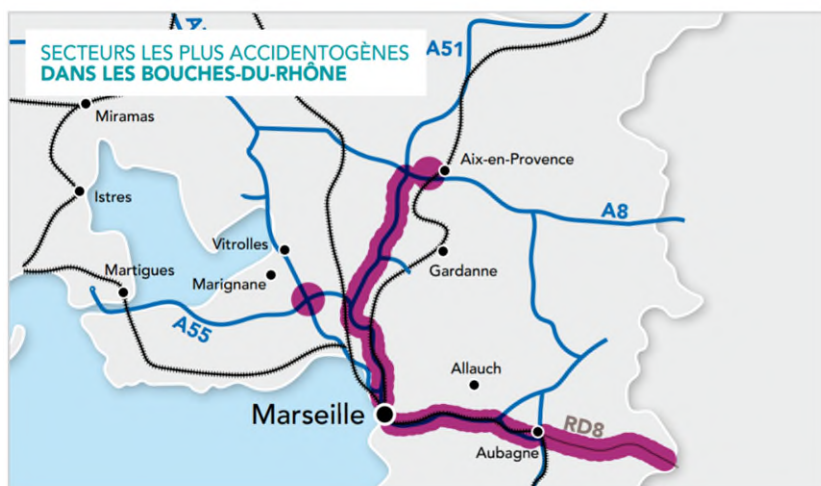 SECTEURS LES PLUS ACCIDENTOGÈNES
DANS LES BOUCHES-DU-RHÔNE
A51
Miramas
Aix-en-Provence
Istres
A8
Vitrolles
Gardanne
Martigues
Marignane
A55
Allauch
Marseille
RD8
Aubagne